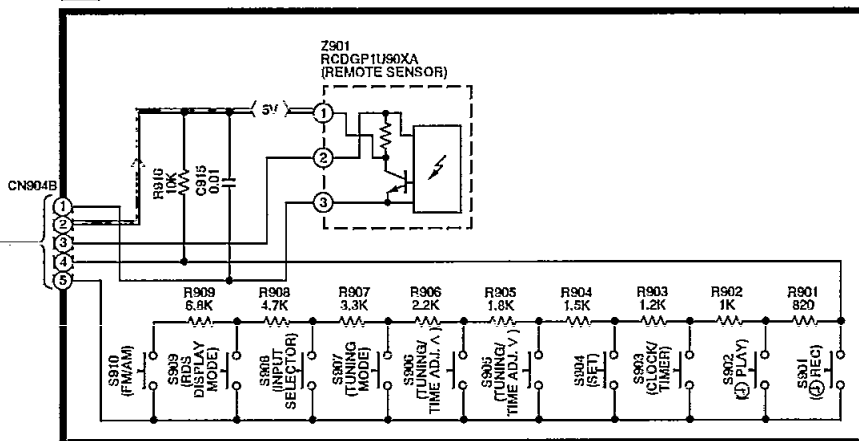 Z901
RCDGP1U90XA
(REMOTE SENSOR)
5V
1
2
3
R916
10K
C915
0.01
CN904B
1
2
3
4
5
R909
6.8K
R908
4.7K
R907
3.3K
R906
2.2K
R905
1.8K
R904
1.5K
R903
1.2K
R902
1K
R901
820
S910
(FM/AM)
S909
(RDS
DISPLAY
MODE)
S908
(INPUT
SELECTOR)
S907
(TUNING
MODE)
S906
(TUNING/
TIME ADJ. ∧)
S905
(TUNING/
TIME ADJ. ∨)
S904
(SET)
S903
(CLOCK/
TIMER)
S902
(⏲ PLAY)
S901
(⏲ REC)